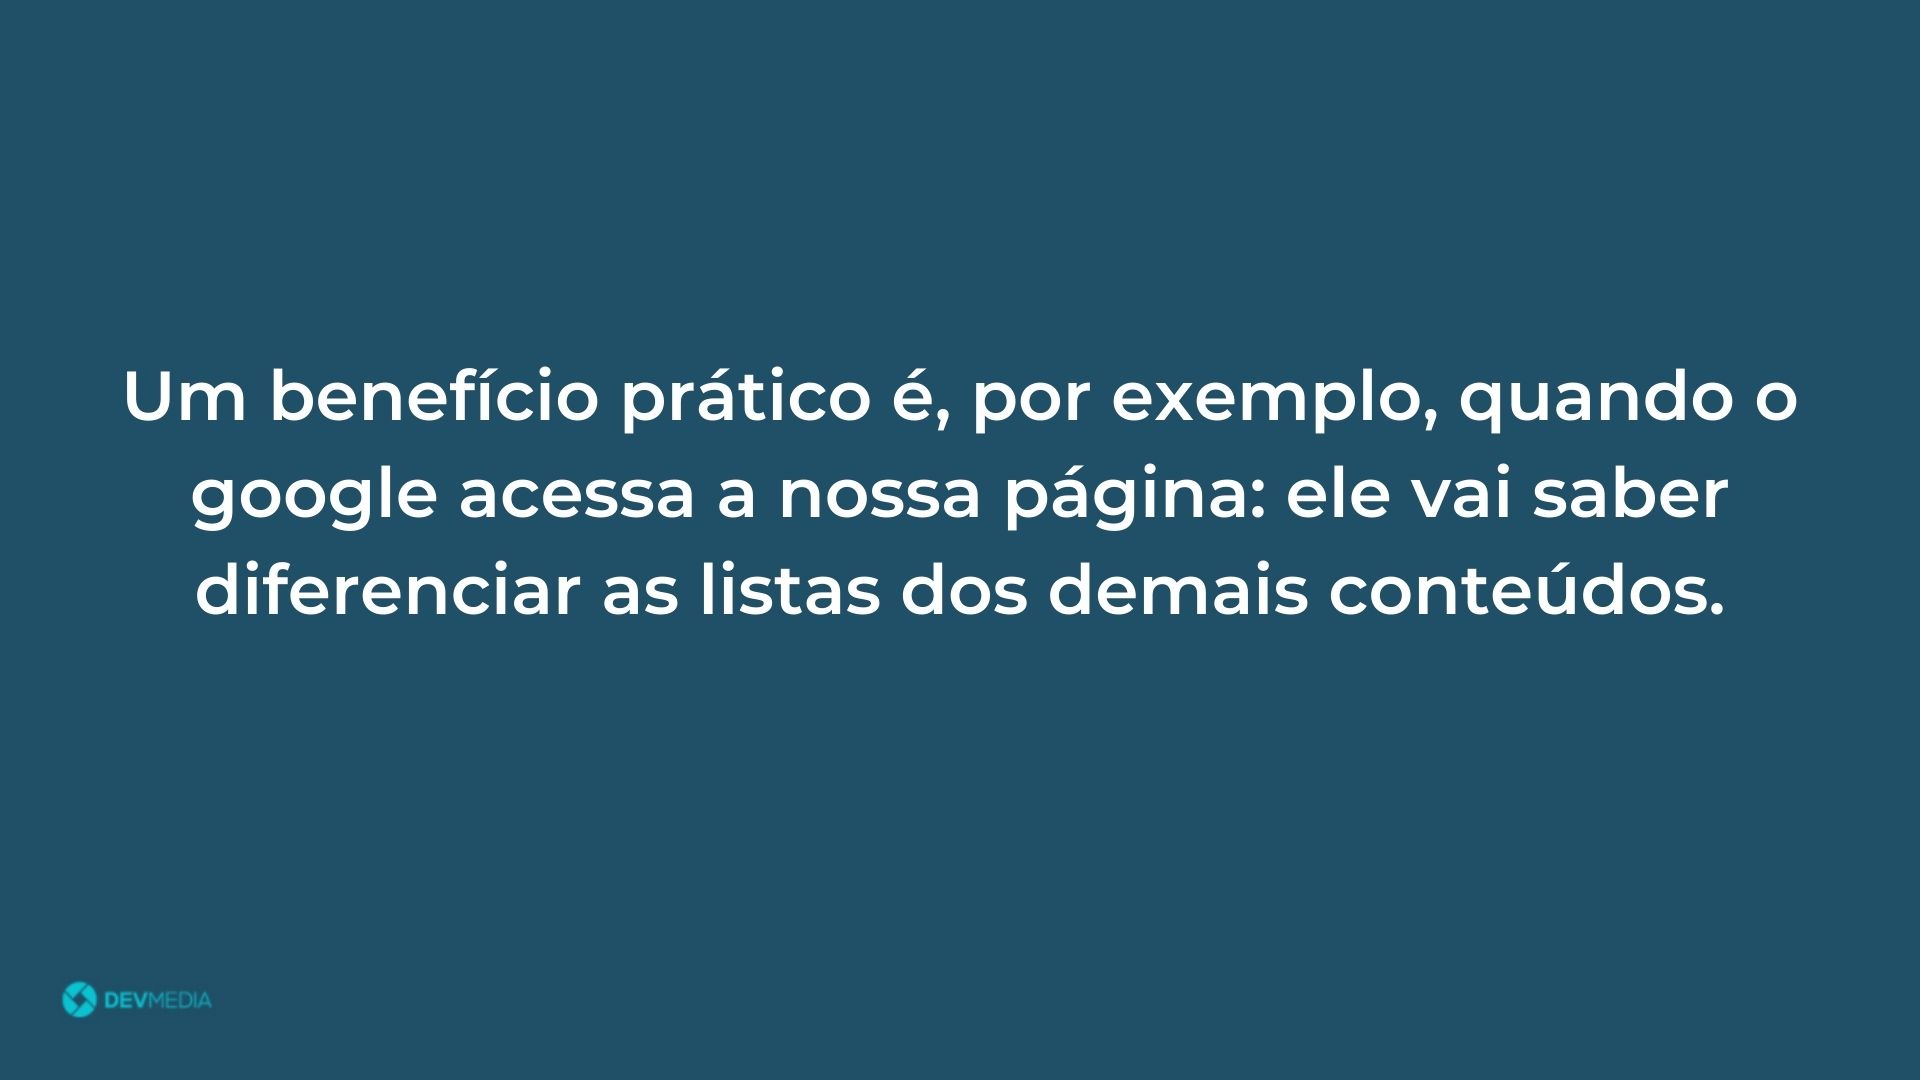 Um benefício prático é, por exemplo, quando o
google acessa a nossa página: ele vai saber
diferenciar as listas dos demais conteúdos.
DEVMEDIA